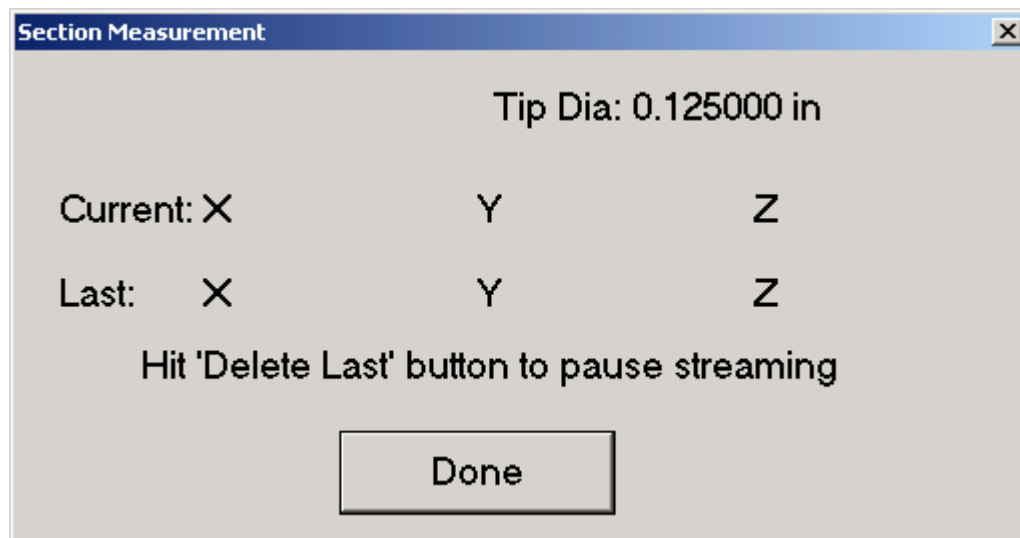 Section Measurement
Tip Dia: 0.125000 in
Current: X Y Z
Last: X Y Z
Hit 'Delete Last' button to pause streaming
Done